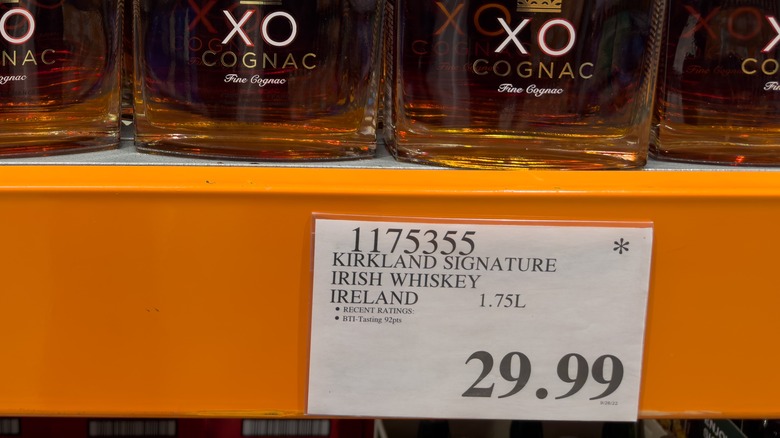 XO
COGNAC
Fine Cognac
XO
COGNAC
Fine Cognac
1175355
*
KIRKLAND SIGNATURE
IRISH WHISKEY
IRELAND 1.75L
• RECENT RATINGS:
• BTI-Tasting 92pts
29.99